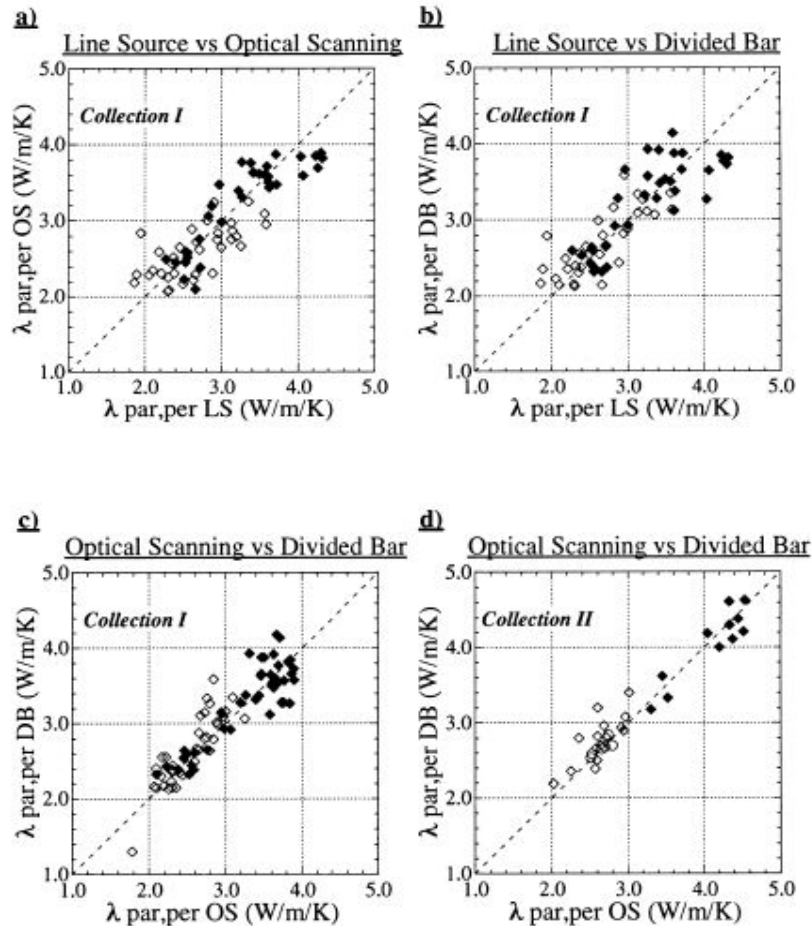 a)
Line Source vs Optical Scanning
5.0
4.0
3.0
2.0
1.0
λ par,per OS (W/m/K)
Collection I
1.0 2.0 3.0 4.0 5.0
λ par,per LS (W/m/K)
b)
Line Source vs Divided Bar
5.0
4.0
3.0
2.0
1.0
λ par,per DB (W/m/K)
Collection I
1.0 2.0 3.0 4.0 5.0
λ par,per LS (W/m/K)
c)
Optical Scanning vs Divided Bar
5.0
4.0
3.0
2.0
1.0
λ par,per DB (W/m/K)
Collection I
1.0 2.0 3.0 4.0 5.0
λ par,per OS (W/m/K)
d)
Optical Scanning vs Divided Bar
5.0
4.0
3.0
2.0
1.0
λ par,per DB (W/m/K)
Collection II
1.0 2.0 3.0 4.0 5.0
λ par,per OS (W/m/K)